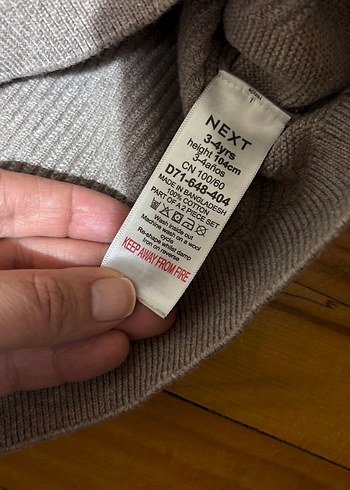 NEXT
3-4yrs
height 104cm
3-4años
CN 100/60
D71-648-404
MADE IN BANGLADESH
100% COTTON
PART OF A 2 PIECE SET
Wash inside out
Machine wash on a wool
cycle
Re-shape whilst damp
Iron on reverse
KEEP AWAY FROM FIRE